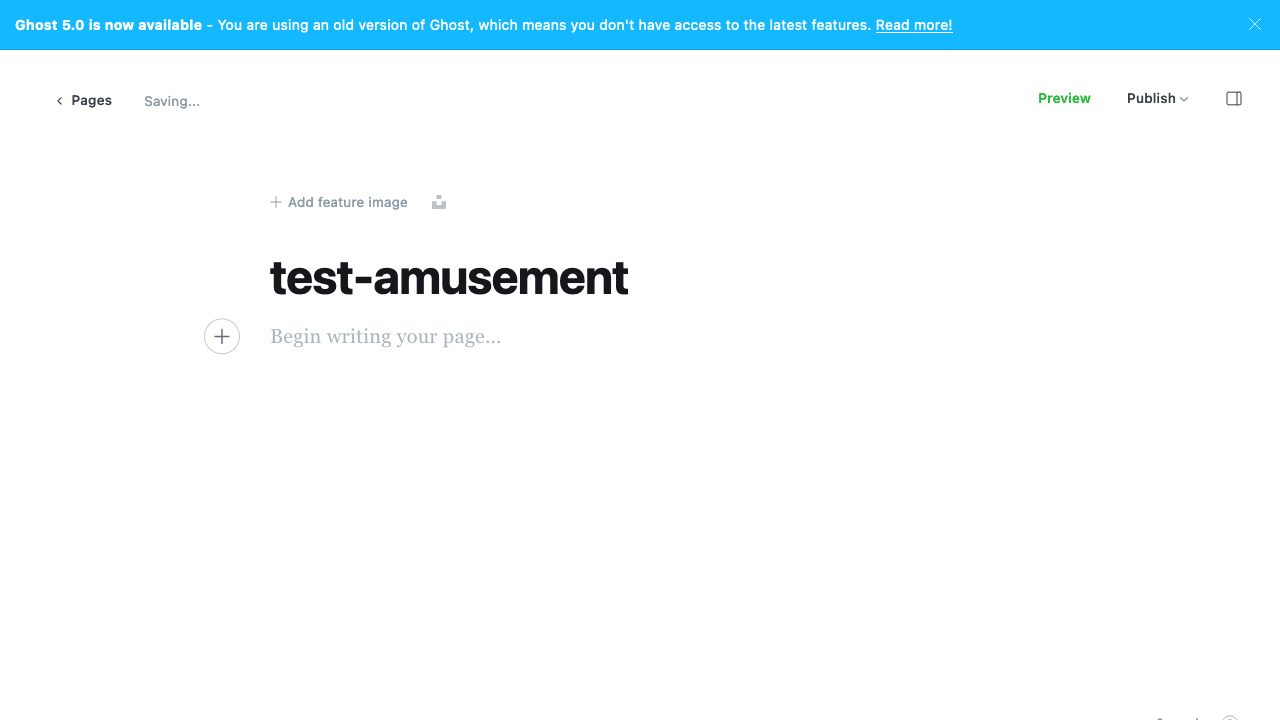 Ghost 5.0 is now available - You are using an old version of Ghost, which means you don't have access to the latest features. Read more!
Pages Saving... Preview Publish
Add feature image
test-amusement
Begin writing your page...